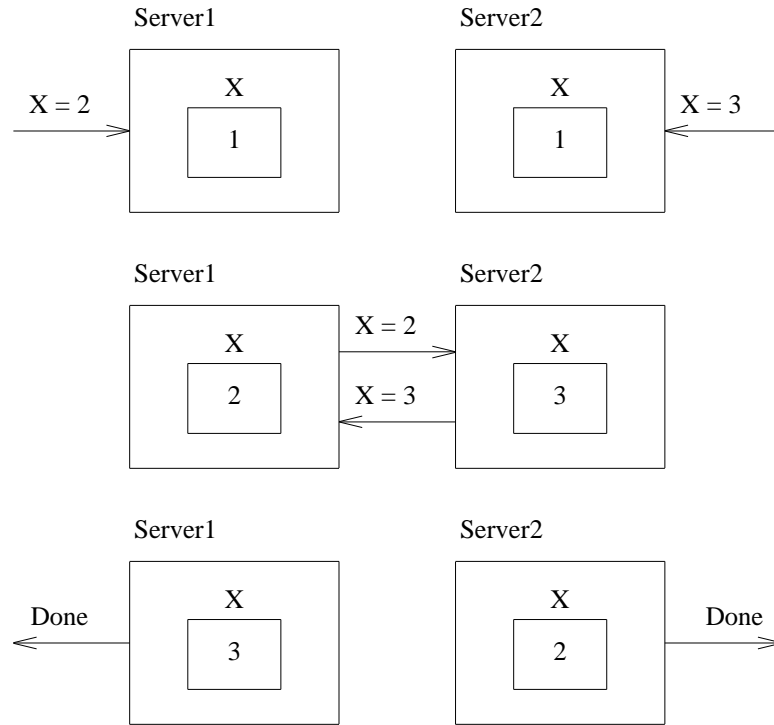 Server1 Server2
X X
X = 2 X = 3
1 1
Server1 Server2
X = 2
X X
X = 3
2 3
Server1 Server2
X X
Done Done
3 2